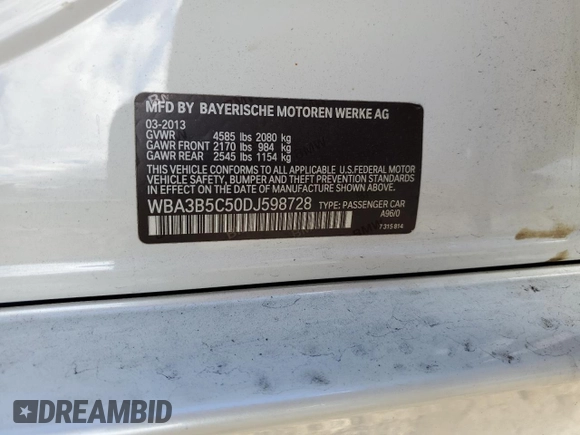 MFD BY BAYERISCHE MOTOREN WERKE AG
03-2013
GVWR 4585 lbs 2080 kg
GAWR FRONT 2170 lbs 984 kg
GAWR REAR 2545 lbs 1154 kg
THIS VEHICLE CONFORMS TO ALL APPLICABLE U.S.FEDERAL MOTOR
VEHICLE SAFETY, BUMPER AND THEFT PREVENTION STANDARDS
IN EFFECT ON THE DATE OF MANUFACTURE SHOWN ABOVE.
WBA3B5C50DJ598728 TYPE: PASSENGER CAR
A96/0
7 315 814
DREAMBID